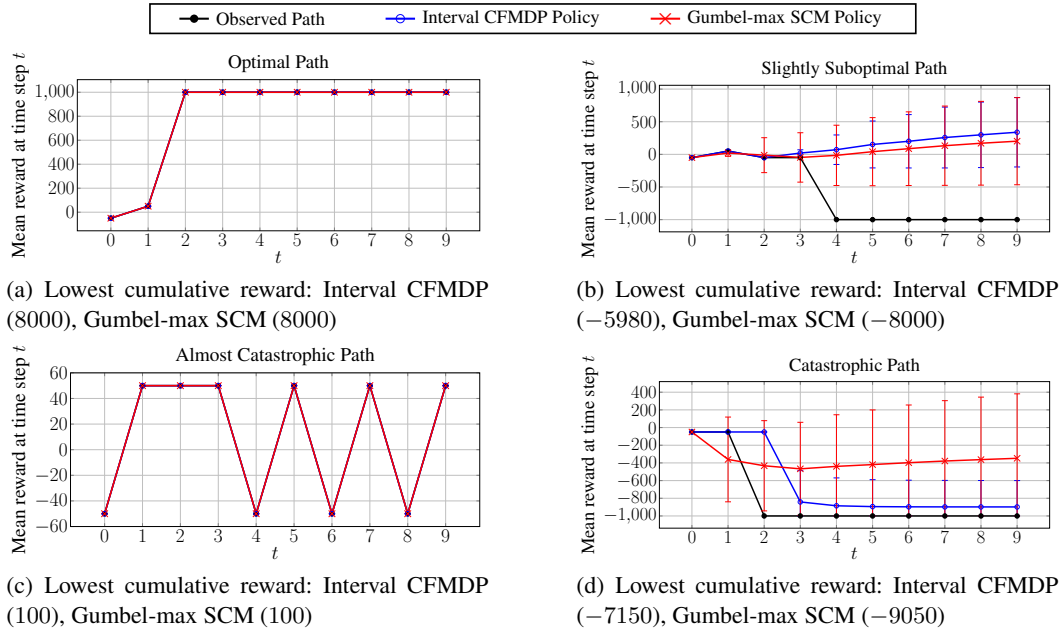 Observed Path Interval CFMDP Policy Gumbel-max SCM Policy
Optimal Path
Mean reward at time step t
1,000
800
600
400
200
0
0 1 2 3 4 5 6 7 8 9
t
(a) Lowest cumulative reward: Interval CFMDP
(8000), Gumbel-max SCM (8000)
Slightly Suboptimal Path
Mean reward at time step t
1,000
500
0
−500
−1,000
0 1 2 3 4 5 6 7 8 9
t
(b) Lowest cumulative reward: Interval CFMDP
(−5980), Gumbel-max SCM (−8000)
Almost Catastrophic Path
Mean reward at time step t
60
40
20
0
−20
−40
−60
0 1 2 3 4 5 6 7 8 9
t
(c) Lowest cumulative reward: Interval CFMDP
(100), Gumbel-max SCM (100)
Catastrophic Path
Mean reward at time step t
400
200
0
−200
−400
−600
−800
−1,000
0 1 2 3 4 5 6 7 8 9
t
(d) Lowest cumulative reward: Interval CFMDP
(−7150), Gumbel-max SCM (−9050)